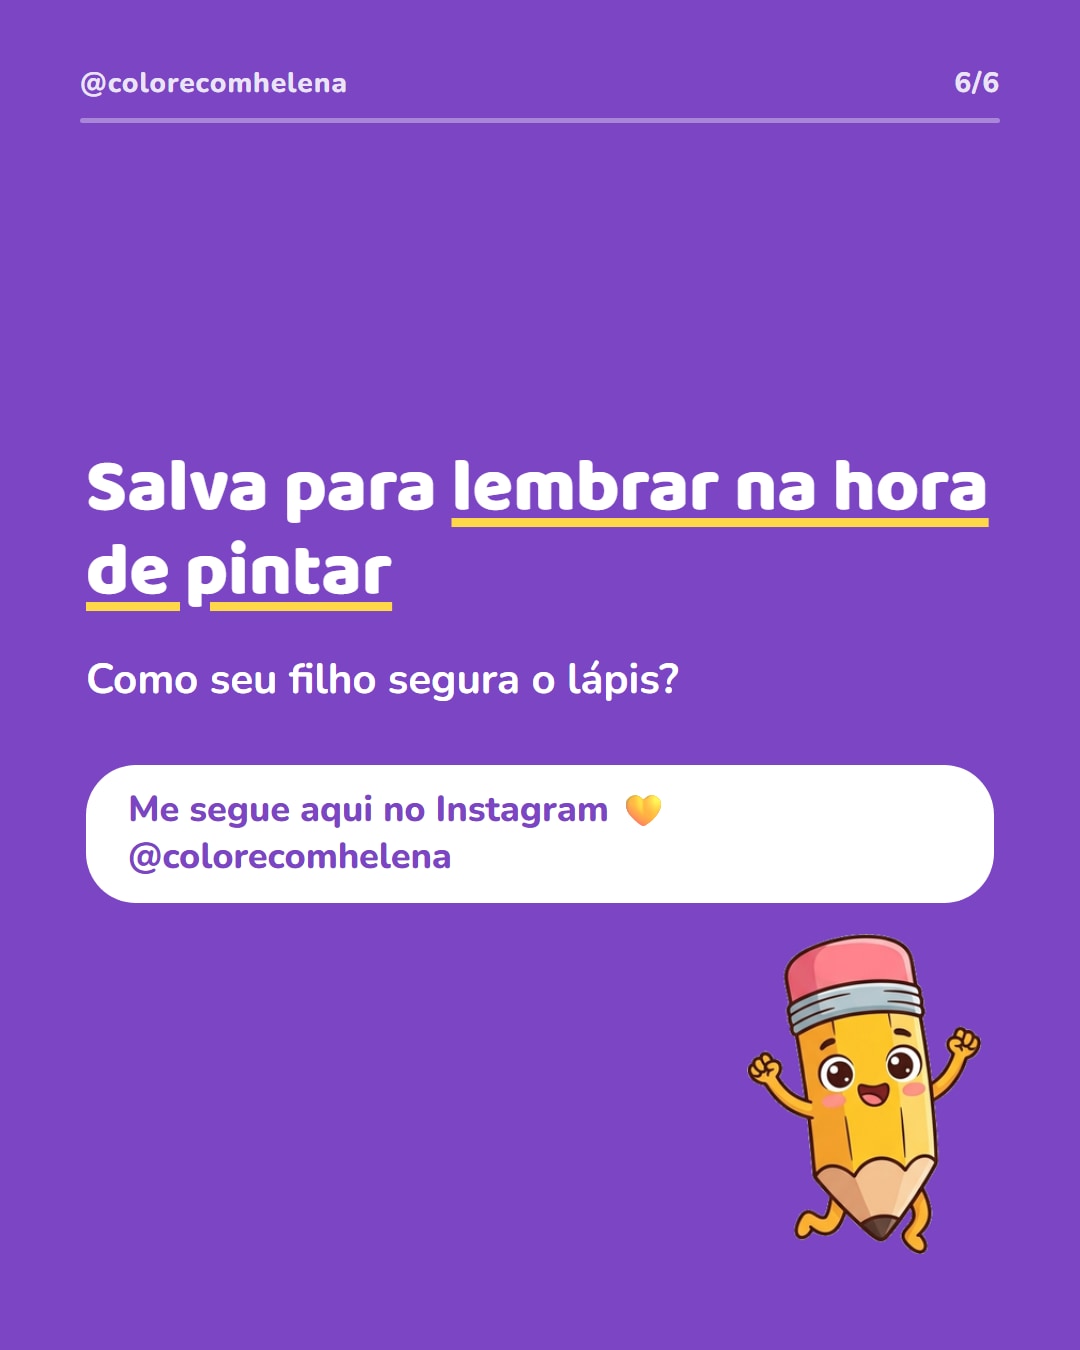 @colorecomhelena
6/6
Salva para lembrar na hora
de pintar
Como seu filho segura o lápis?
Me segue aqui no Instagram 💛
@colorecomhelena